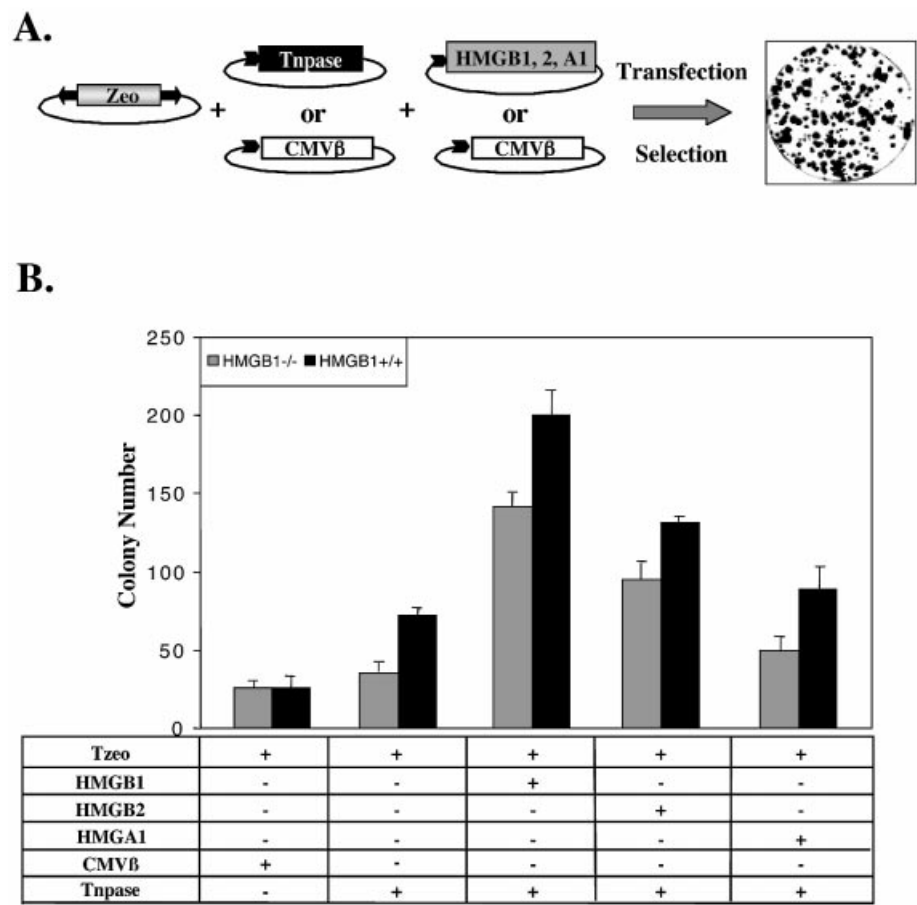 A.
Zeo
+
Tnpase
or
CMVβ
+
HMGB1, 2, A1
or
CMVβ
Transfection
Selection
B.
Colony Number
250
200
150
100
50
0
HMGB1-/- HMGB1+/+
Tzeo + + + + +
HMGB1 - - + - -
HMGB2 - - - + -
HMGA1 - - - - +
CMVß + - - - -
Tnpase - + + + +